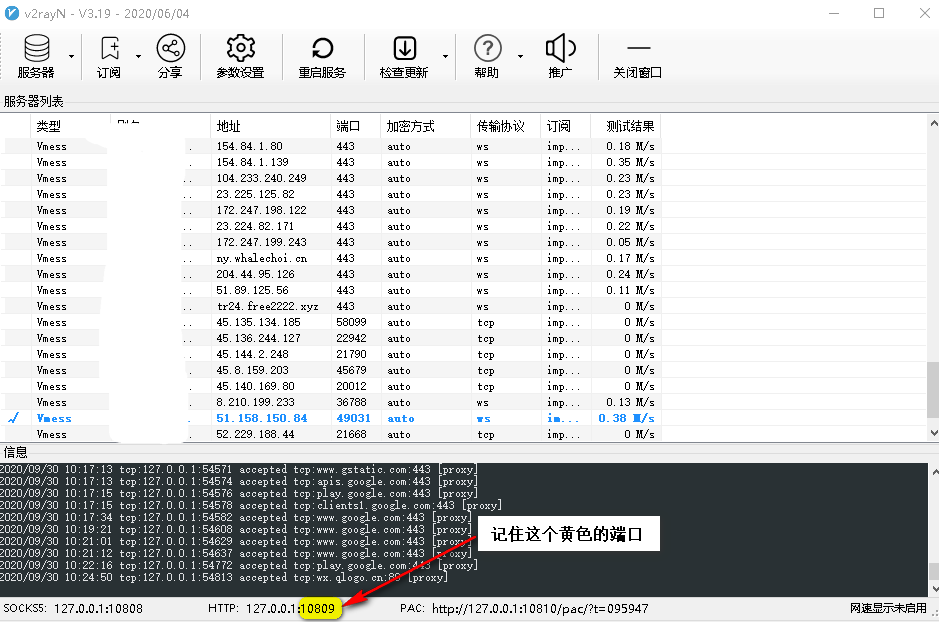 v2rayN - V3.19 - 2020/06/04
服务器 订阅 分享 参数设置 重启服务 检查更新 帮助 推广 关闭窗口
服务器列表
类型 地址 端口 加密方式 传输协议 订阅 测试结果
Vmess . 154.84.1.80 443 auto ws imp... 0.18 M/s
Vmess . 154.84.1.139 443 auto ws imp... 0.35 M/s
Vmess .. 104.233.240.249 443 auto ws imp... 0.23 M/s
Vmess .. 23.225.125.82 443 auto ws imp... 0.23 M/s
Vmess .. 172.247.198.122 443 auto ws imp... 0.19 M/s
Vmess .. 23.224.82.171 443 auto ws imp... 0.22 M/s
Vmess .. 172.247.199.243 443 auto ws imp... 0.05 M/s
Vmess .. ny.whalechoi.cn 443 auto ws imp... 0.17 M/s
Vmess .. 204.44.95.126 443 auto ws imp... 0.24 M/s
Vmess .. 51.89.125.56 443 auto ws imp... 0.11 M/s
Vmess .. tr24.free2222.xyz 443 auto ws imp... 0 M/s
Vmess .. 45.135.134.185 58099 auto tcp imp... 0 M/s
Vmess .. 45.136.244.127 22942 auto tcp imp... 0 M/s
Vmess .. 45.144.2.248 21790 auto tcp imp... 0 M/s
Vmess .. 45.8.159.203 45679 auto tcp imp... 0 M/s
Vmess .. 45.140.169.80 20012 auto tcp imp... 0 M/s
Vmess . 8.210.199.233 36788 auto tcp imp... 0.13 M/s
Vmess . 51.158.150.84 49031 auto ws im... 0.38 M/s
Vmess . 52.229.188.44 21668 auto tcp imp... 0 M/s
信息
2020/09/30 10:17:13 tcp:127.0.0.1:54571 accepted tcp:www.gstatic.com:443 [proxy]
2020/09/30 10:17:13 tcp:127.0.0.1:54574 accepted tcp:apis.google.com:443 [proxy]
2020/09/30 10:17:15 tcp:127.0.0.1:54576 accepted tcp:play.google.com:443 [proxy]
2020/09/30 10:17:15 tcp:127.0.0.1:54578 accepted tcp:clients1.google.com:443 [proxy]
2020/09/30 10:17:34 tcp:127.0.0.1:54582 accepted tcp:www.google.com:443 [proxy]
2020/09/30 10:19:21 tcp:127.0.0.1:54608 accepted tcp:www.google.com:443 [proxy]
2020/09/30 10:21:01 tcp:127.0.0.1:54629 accepted tcp:www.google.com:443 [proxy]
2020/09/30 10:21:12 tcp:127.0.0.1:54637 accepted tcp:www.google.com:443 [proxy]
2020/09/30 10:22:16 tcp:127.0.0.1:54772 accepted tcp:play.google.com:443 [proxy]
2020/09/30 10:24:50 tcp:127.0.0.1:54813 accepted tcp:wx.qlogo.cn:80 [proxy]
记住这个黄色的端口
SOCKS5: 127.0.0.1:10808 HTTP: 127.0.0.1:10809 PAC: http://127.0.0.1:10810/pac/?t=095947 网速显示未启用